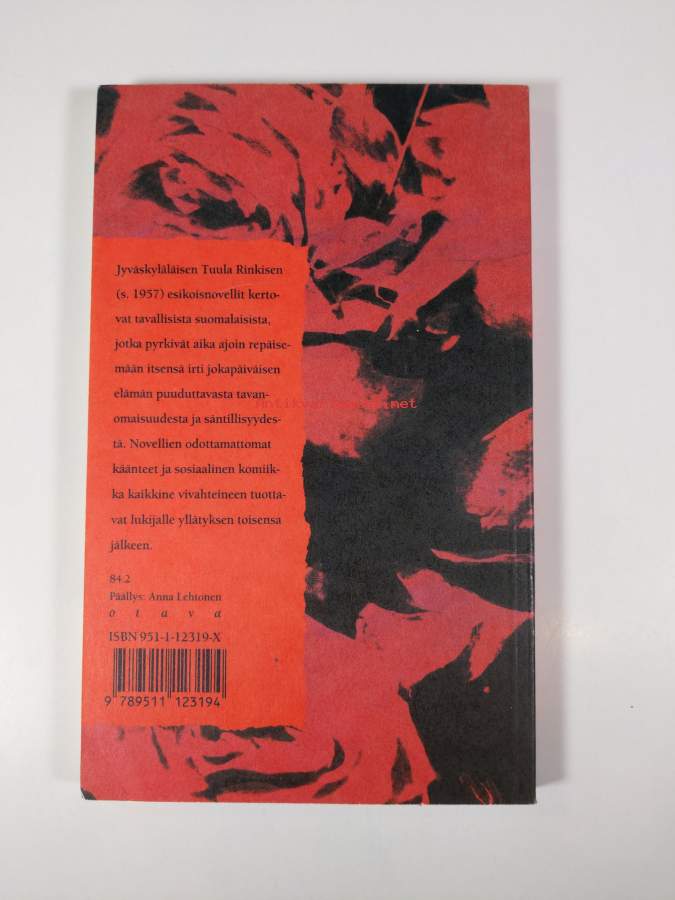 Jyväskyläläisen Tuula Rinkisen
(s. 1957) esikoisnovellit kerto-
vat tavallisista suomalaisista,
jotka pyrkivät aika ajoin repäise-
mään itsensä irti jokapäiväisen
elämän puuduttavasta tavan-
omaisuudesta ja säntillisyydes-
tä. Novellien odottamattomat
käänteet ja sosiaalinen komiik-
ka kaikkine vivahteineen tuotta-
vat lukijalle yllätyksen toisensa
jälkeen.
84.2
Päällys: Anna Lehtonen
otava
ISBN 951-1-12319-X
9 789511 123194